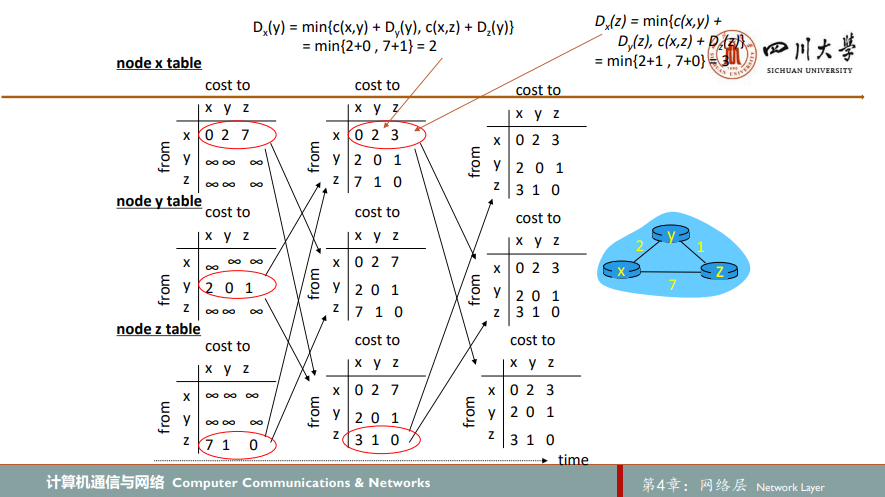 Dₓ(y) = min{c(x,y) + Dᵧ(y), c(x,z) + D_z(y)}
= min{2+0 , 7+1} = 2
Dₓ(z) = min{c(x,y) +
Dᵧ(z), c(x,z) + D_z(z)}
= min{2+1 , 7+0} = 3
四川大學
SICHUAN UNIVERSITY
node x table
cost to
x y z
from
x 0 2 7
y ∞ ∞ ∞
z ∞ ∞ ∞
cost to
x y z
from
x 0 2 3
y 2 0 1
z 7 1 0
cost to
x y z
from
x 0 2 3
y 2 0 1
z 3 1 0
node y table
cost to
x y z
from
x ∞ ∞ ∞
y 2 0 1
z ∞ ∞ ∞
cost to
x y z
from
x 0 2 7
y 2 0 1
z 7 1 0
cost to
x y z
from
x 0 2 3
y 2 0 1
z 3 1 0
node z table
cost to
x y z
from
x ∞ ∞ ∞
y ∞ ∞ ∞
z 7 1 0
cost to
x y z
from
x 0 2 7
y 2 0 1
z 3 1 0
cost to
x y z
from
x 0 2 3
y 2 0 1
z 3 1 0
y
2 1
x z
7
time
计算机通信与网络 Computer Communications & Networks
第4章：网络层 Network Layer